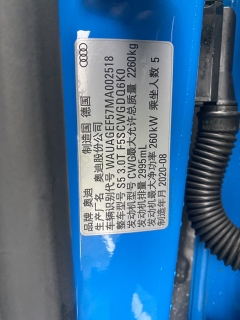 制造国 德国
品牌 奥迪
生产厂名 奥迪股份公司
车辆识别代号 WAUAGEF57MA002518
整车型号 S5 3.0T F5SCWGDQ6K0
发动机型号 CWG 最大允许总质量 2260kg
发动机排量 2995mL
发动机最大净功率 260kW 乘坐人数 5
制造年月 2020-08